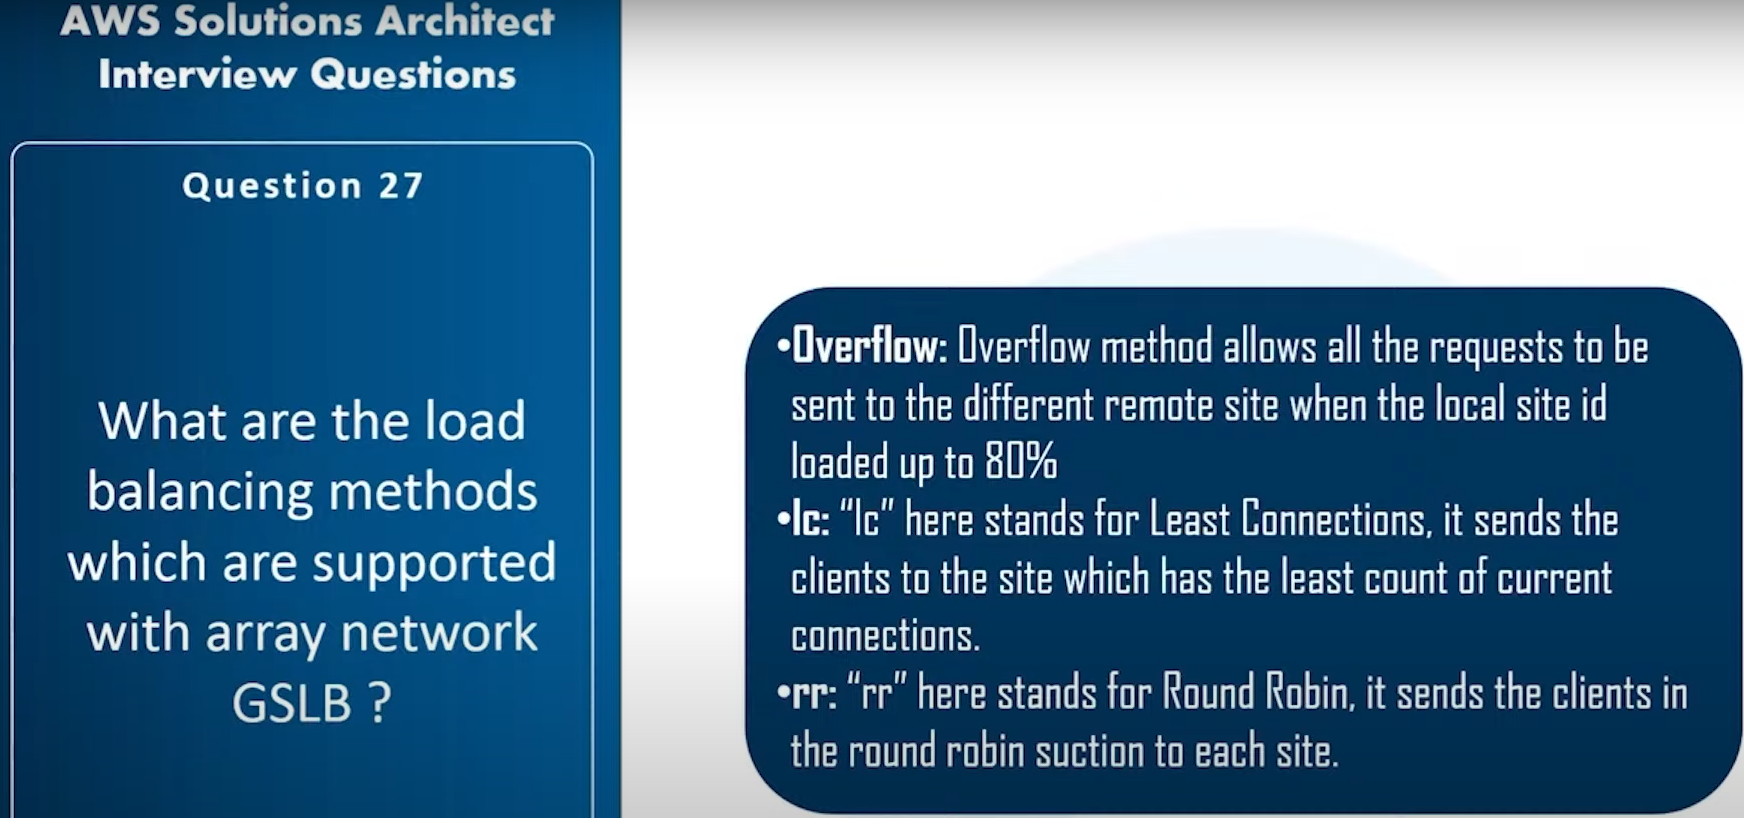 AWS Solutions Architect
Interview Questions
Question 27
What are the load
balancing methods
which are supported
with array network
GSLB ?
•Overflow: Overflow method allows all the requests to be
sent to the different remote site when the local site id
loaded up to 80%
•lc: “lc” here stands for Least Connections, it sends the
clients to the site which has the least count of current
connections.
•rr: “rr” here stands for Round Robin, it sends the clients in
the round robin suction to each site.